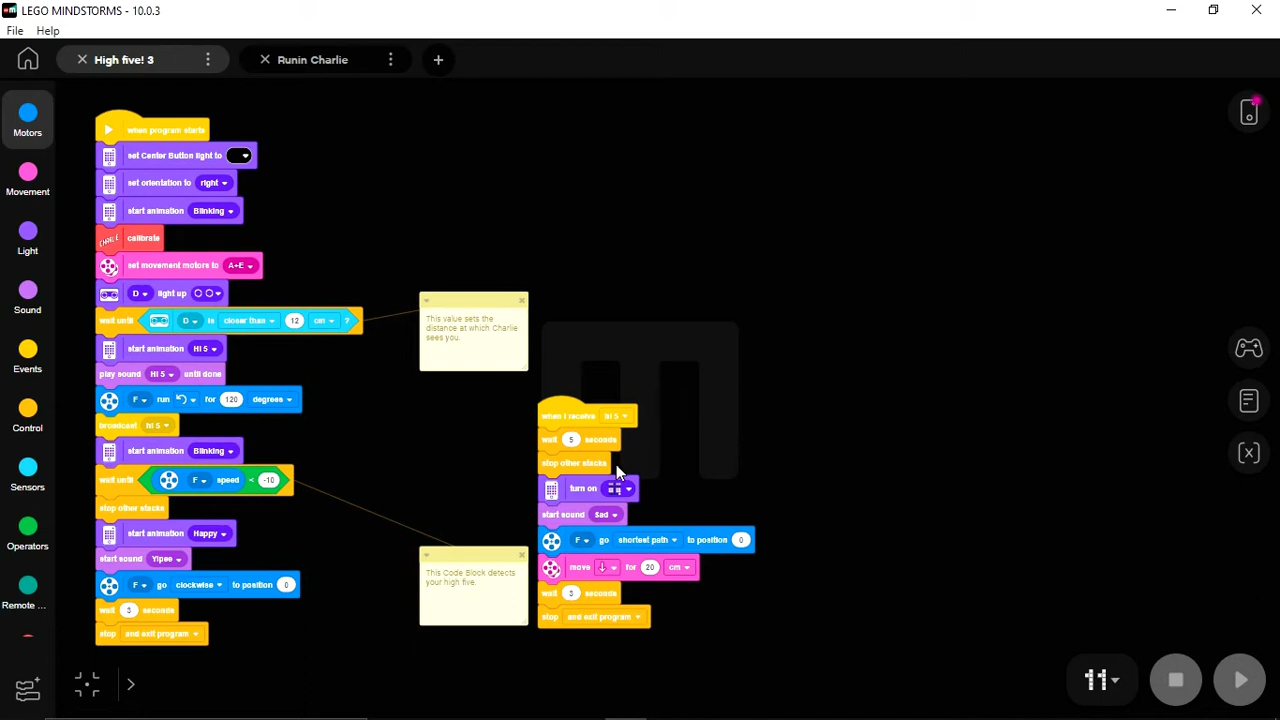 LEGO MINDSTORMS - 10.0.3
File Help
High five! 3
Runin Charlie
Motors
Movement
Light
Sound
Events
Control
Sensors
Operators
Remote ...
when program starts
set Center Button light to
set orientation to right
start animation Blinking
CHARLIE calibrate
set movement motors to A+E
D light up
wait until D is closer than 12 cm ?
start animation Hi 5
play sound Hi 5 until done
F run for 120 degrees
broadcast hi 5
start animation Blinking
wait until F speed < -10
stop other stacks
start animation Happy
start sound Yipee
F go clockwise to position 0
wait 3 seconds
stop and exit program
This value sets the
distance at which Charlie
sees you.
This Code Block detects
your high five.
when I receive hi 5
wait 5 seconds
stop other stacks
turn on
start sound Sad
F go shortest path to position 0
move for 20 cm
wait 3 seconds
stop and exit program
11